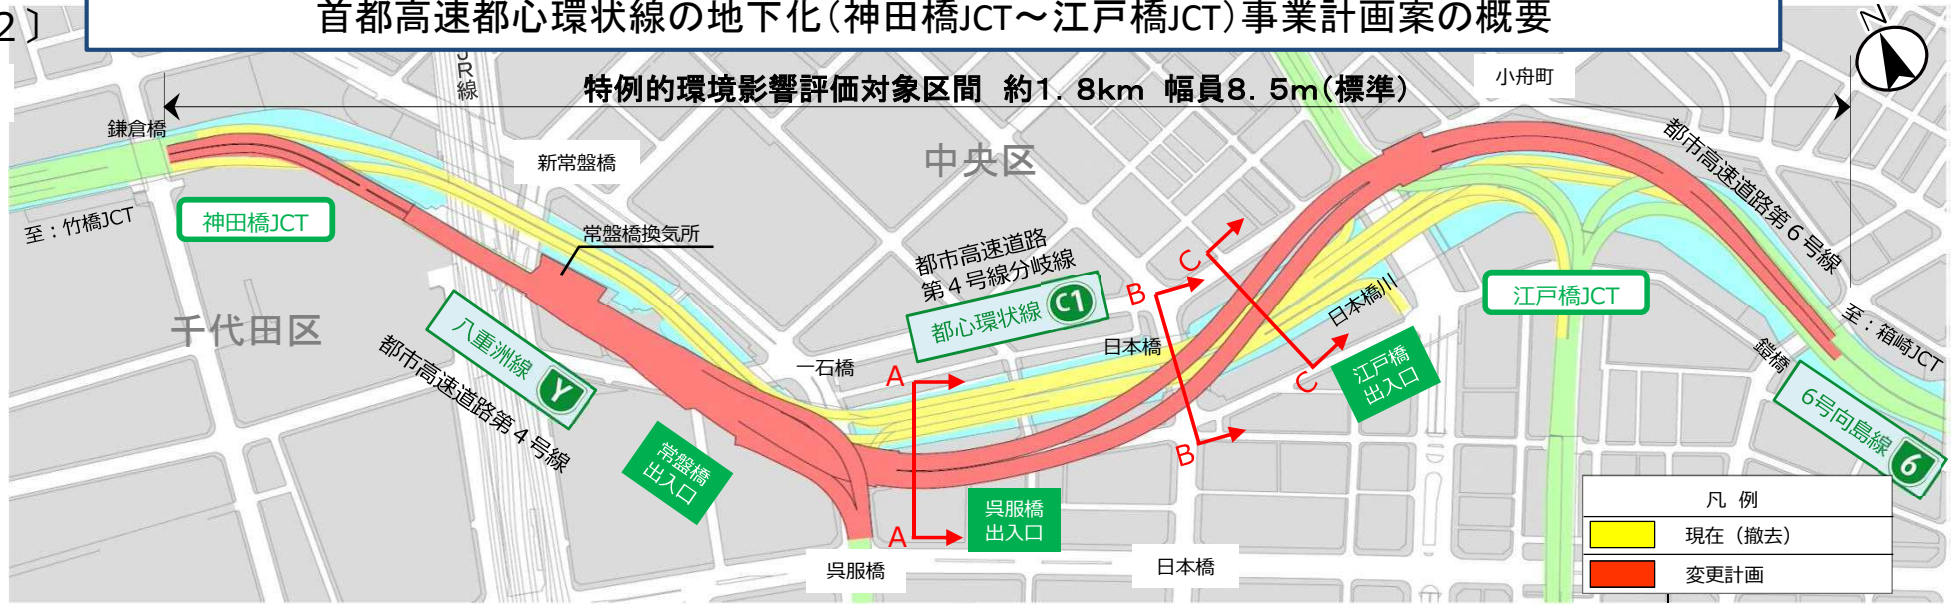 2〕
首都高速都心環状線の地下化（神田橋JCT～江戸橋JCT）事業計画案の概要
N
JR線
特例的環境影響評価対象区間 約1.8km 幅員8.5m（標準）
小舟町
鎌倉橋
新常盤橋
中央区
都市高速道路第6号線
至：竹橋JCT
神田橋JCT
常盤橋換気所
都市高速道路
第4号線分岐線
都心環状線 C1
千代田区
八重洲線 Y
都市高速道路第4号線
一石橋
日本橋
日本橋川
江戸橋JCT
至：箱崎JCT
鎧橋
6号向島線 6
A
A
B
B
C
C
江戸橋
出入口
常盤橋
出入口
呉服橋
出入口
呉服橋
日本橋
凡 例
現在（撤去）
変更計画